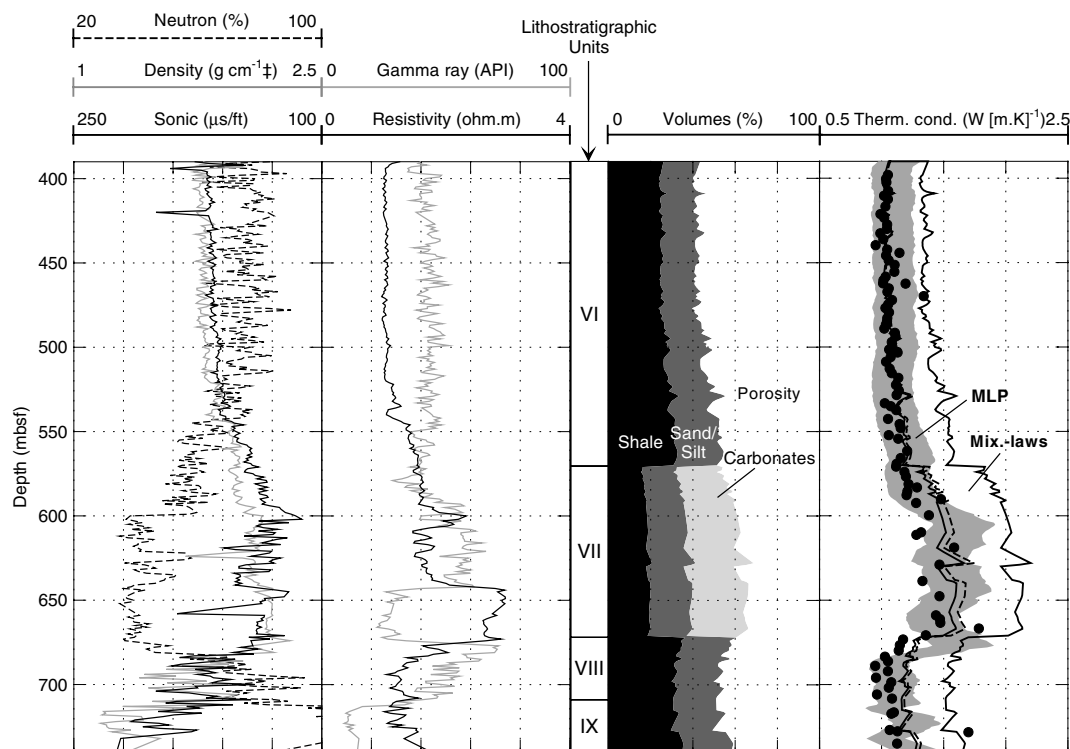 20 Neutron (%) 100
1 Density (g cm⁻¹‡) 2.5
250 Sonic (µs/ft) 100
0 Gamma ray (API) 100
0 Resistivity (ohm.m) 4
Lithostratigraphic
Units
0 Volumes (%) 100
0.5 Therm. cond. (W [m.K]⁻¹) 2.5
Depth (mbsf)
400
450
500
550
600
650
700
VI
VII
VIII
IX
Shale
Sand/
Silt
Porosity
Carbonates
MLP
Mix.-laws